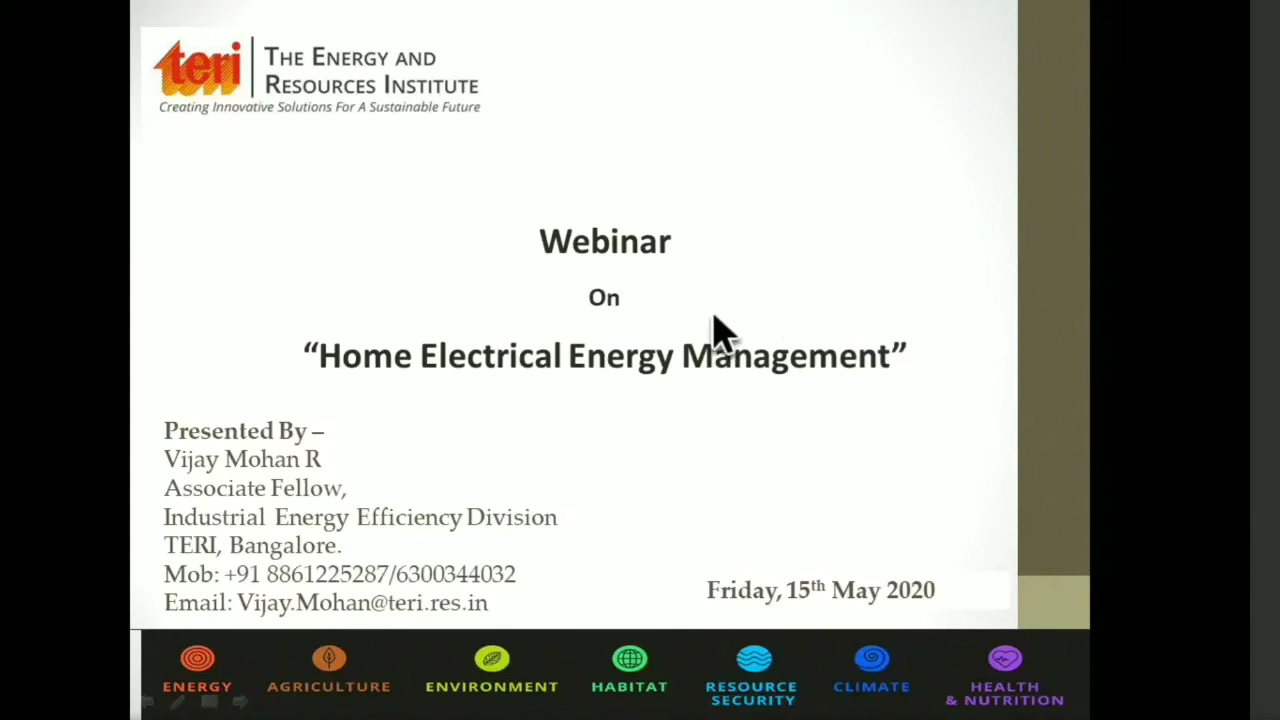 teri
THE ENERGY AND
RESOURCES INSTITUTE
Creating Innovative Solutions For A Sustainable Future
Webinar
On
“Home Electrical Energy Management”
Presented By –
Vijay Mohan R
Associate Fellow,
Industrial Energy Efficiency Division
TERI, Bangalore.
Mob: +91 8861225287/6300344032
Email: Vijay.Mohan@teri.res.in
Friday, 15th May 2020
ENERGY
AGRICULTURE
ENVIRONMENT
HABITAT
RESOURCE
SECURITY
CLIMATE
HEALTH
& NUTRITION